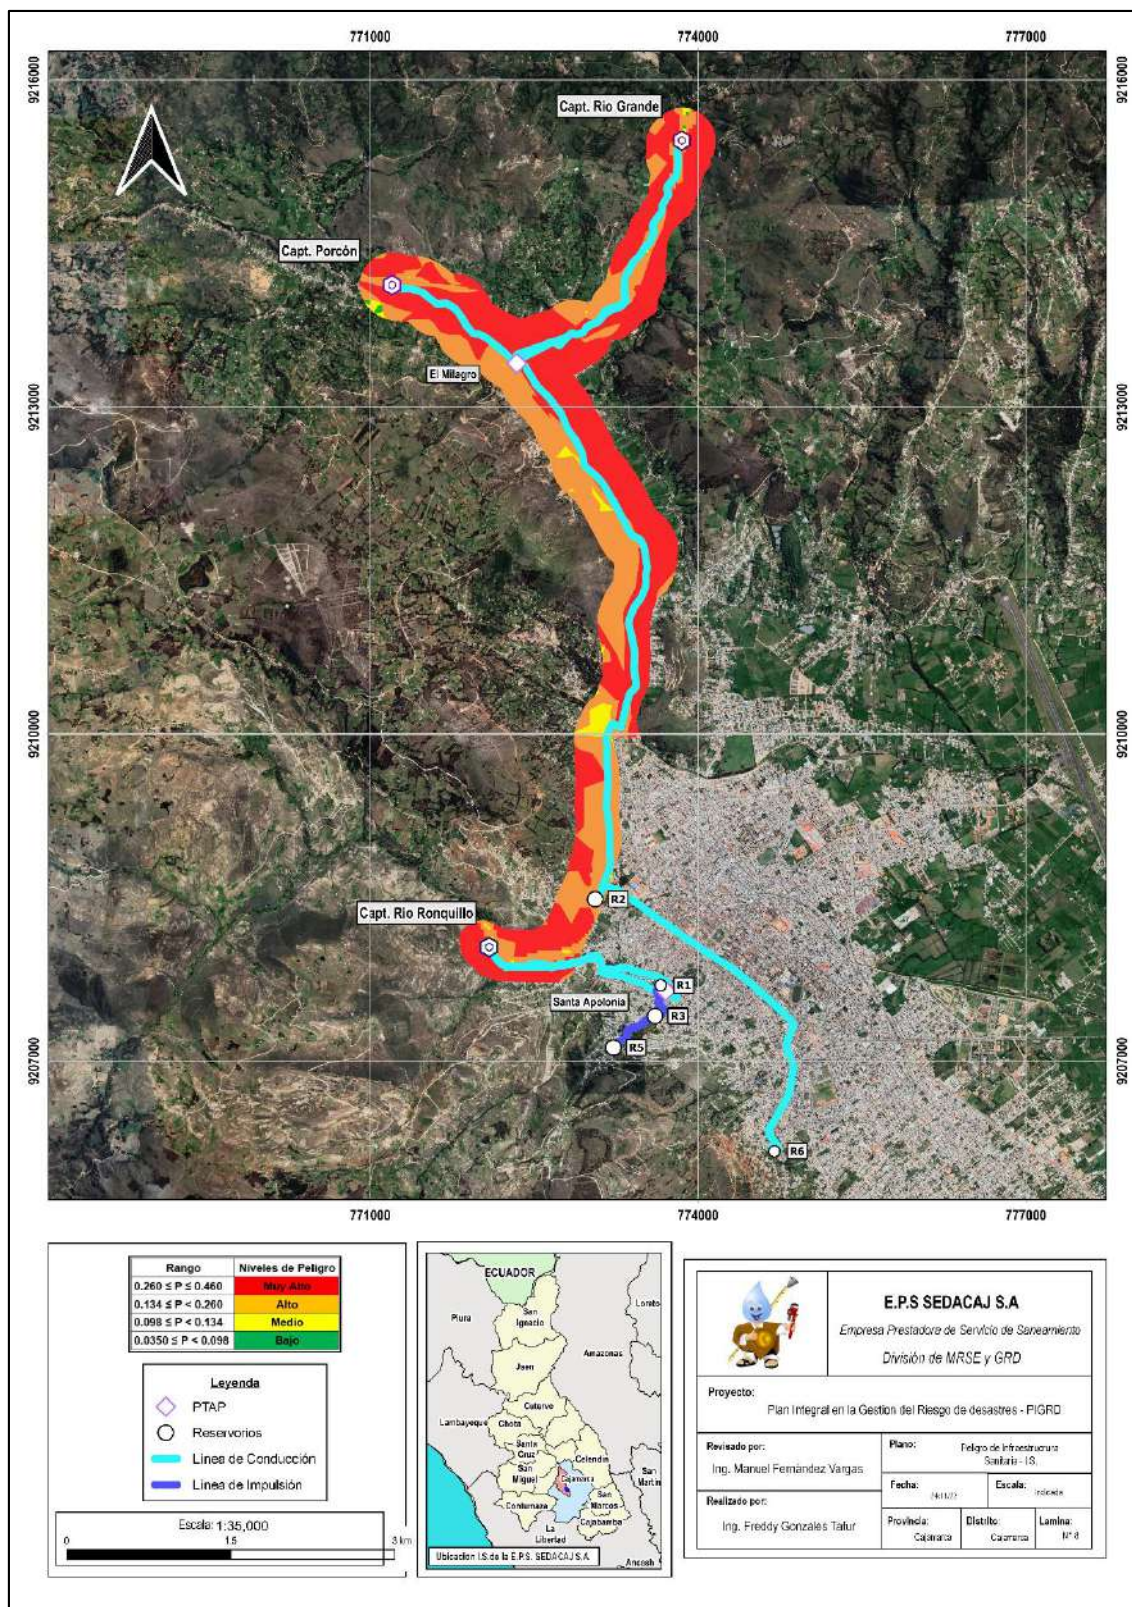 771000 774000 777000
9216000 9216000
Capt. Rio Grande
Capt. Porcón
El Milagro
9213000 9213000
9210000 9210000
R2
Capt. Rio Ronquillo
R1
Santa Apolonia
R3
R5
9207000 9207000
R6
771000 774000 777000
Rango Niveles de Peligro
0.260 ≤ P ≤ 0.460 Muy Alto
0.134 ≤ P < 0.260 Alto
0.098 ≤ P < 0.134 Medio
0.0350 ≤ P < 0.098 Bajo
Leyenda
PTAP
Reservorios
Linea de Conducción
Linea de Impulsión
Escala: 1:35,000
0 1.5 3 km
ECUADOR
Piura
San
Ignacio
Loreto
Jaen
Amazonas
Cutervo
Lambayeque
Chota
Santa
Cruz
Celendin
San
Miguel
Cajamarca
San
Martin
Contumaza
San
Marcos
Cajabamba
La
Libertad
Ancash
Ubicacion I.S.de la E.P.S. SEDACAJ S.A.
E.P.S SEDACAJ S.A
Empresa Prestadora de Servicio de Saneamiento
División de MRSE y GRD
Proyecto:
Plan Integral en la Gestion del Riesgo de desastres - PIGRD
Revisado por:
Ing. Manuel Fernández Vargas
Plano: Peligro de Infraestructura
Sanitaria - I.S.
Fecha: Escala: Indicada
Realizado por:
Ing. Freddy Gonzáles Tafur
Provincia: Distrito: Lamina:
Cajamarca Cajamarca N° 8